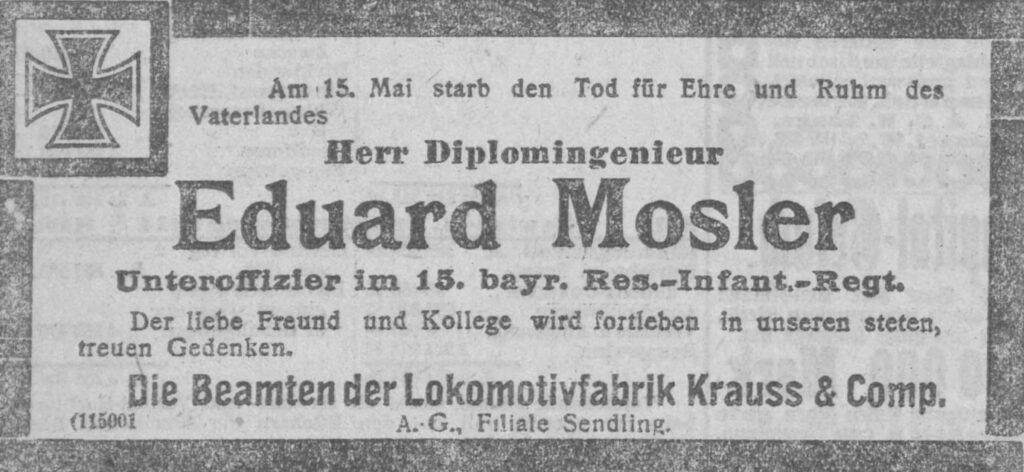 Am 15. Mai starb den Tod für Ehre und Ruhm des
Vaterlandes
Herr Diplomingenieur
Eduard Mosler
Unteroffizier im 15. bayr. Res.-Infant.-Regt.
Der liebe Freund und Kollege wird fortleben in unseren steten,
treuen Gedenken.
Die Beamten der Lokomotivfabrik Krauss & Comp.
(115001
A.-G., Filiale Sendling.